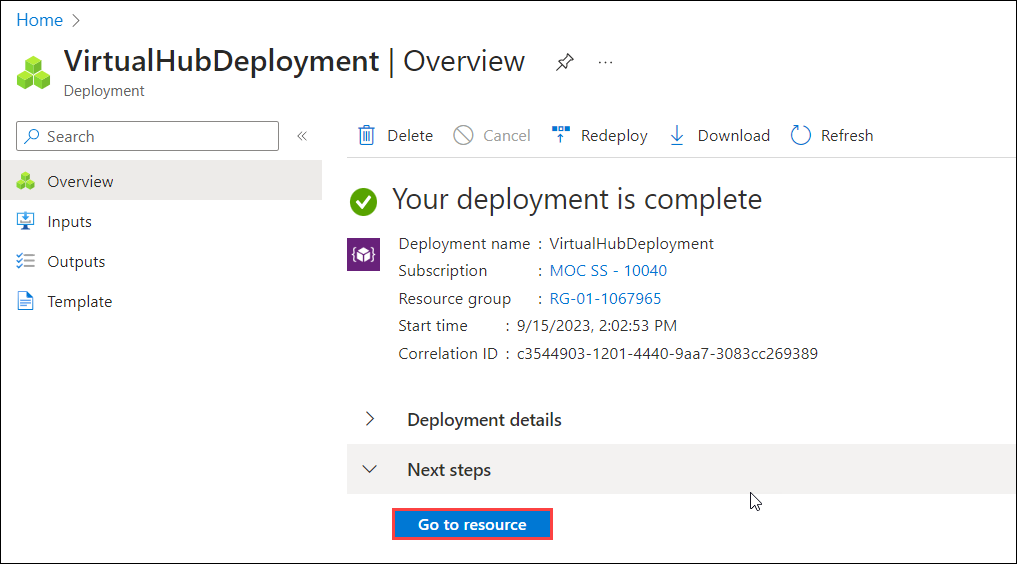 Home
VirtualHubDeployment | Overview ...
Deployment
Search «
Delete Cancel Redeploy Download Refresh
Overview
Inputs
Outputs
Template
Your deployment is complete
Deployment name : VirtualHubDeployment
Subscription : MOC SS - 10040
Resource group : RG-01-1067965
Start time : 9/15/2023, 2:02:53 PM
Correlation ID : c3544903-1201-4440-9aa7-3083cc269389
Deployment details
Next steps
Go to resource